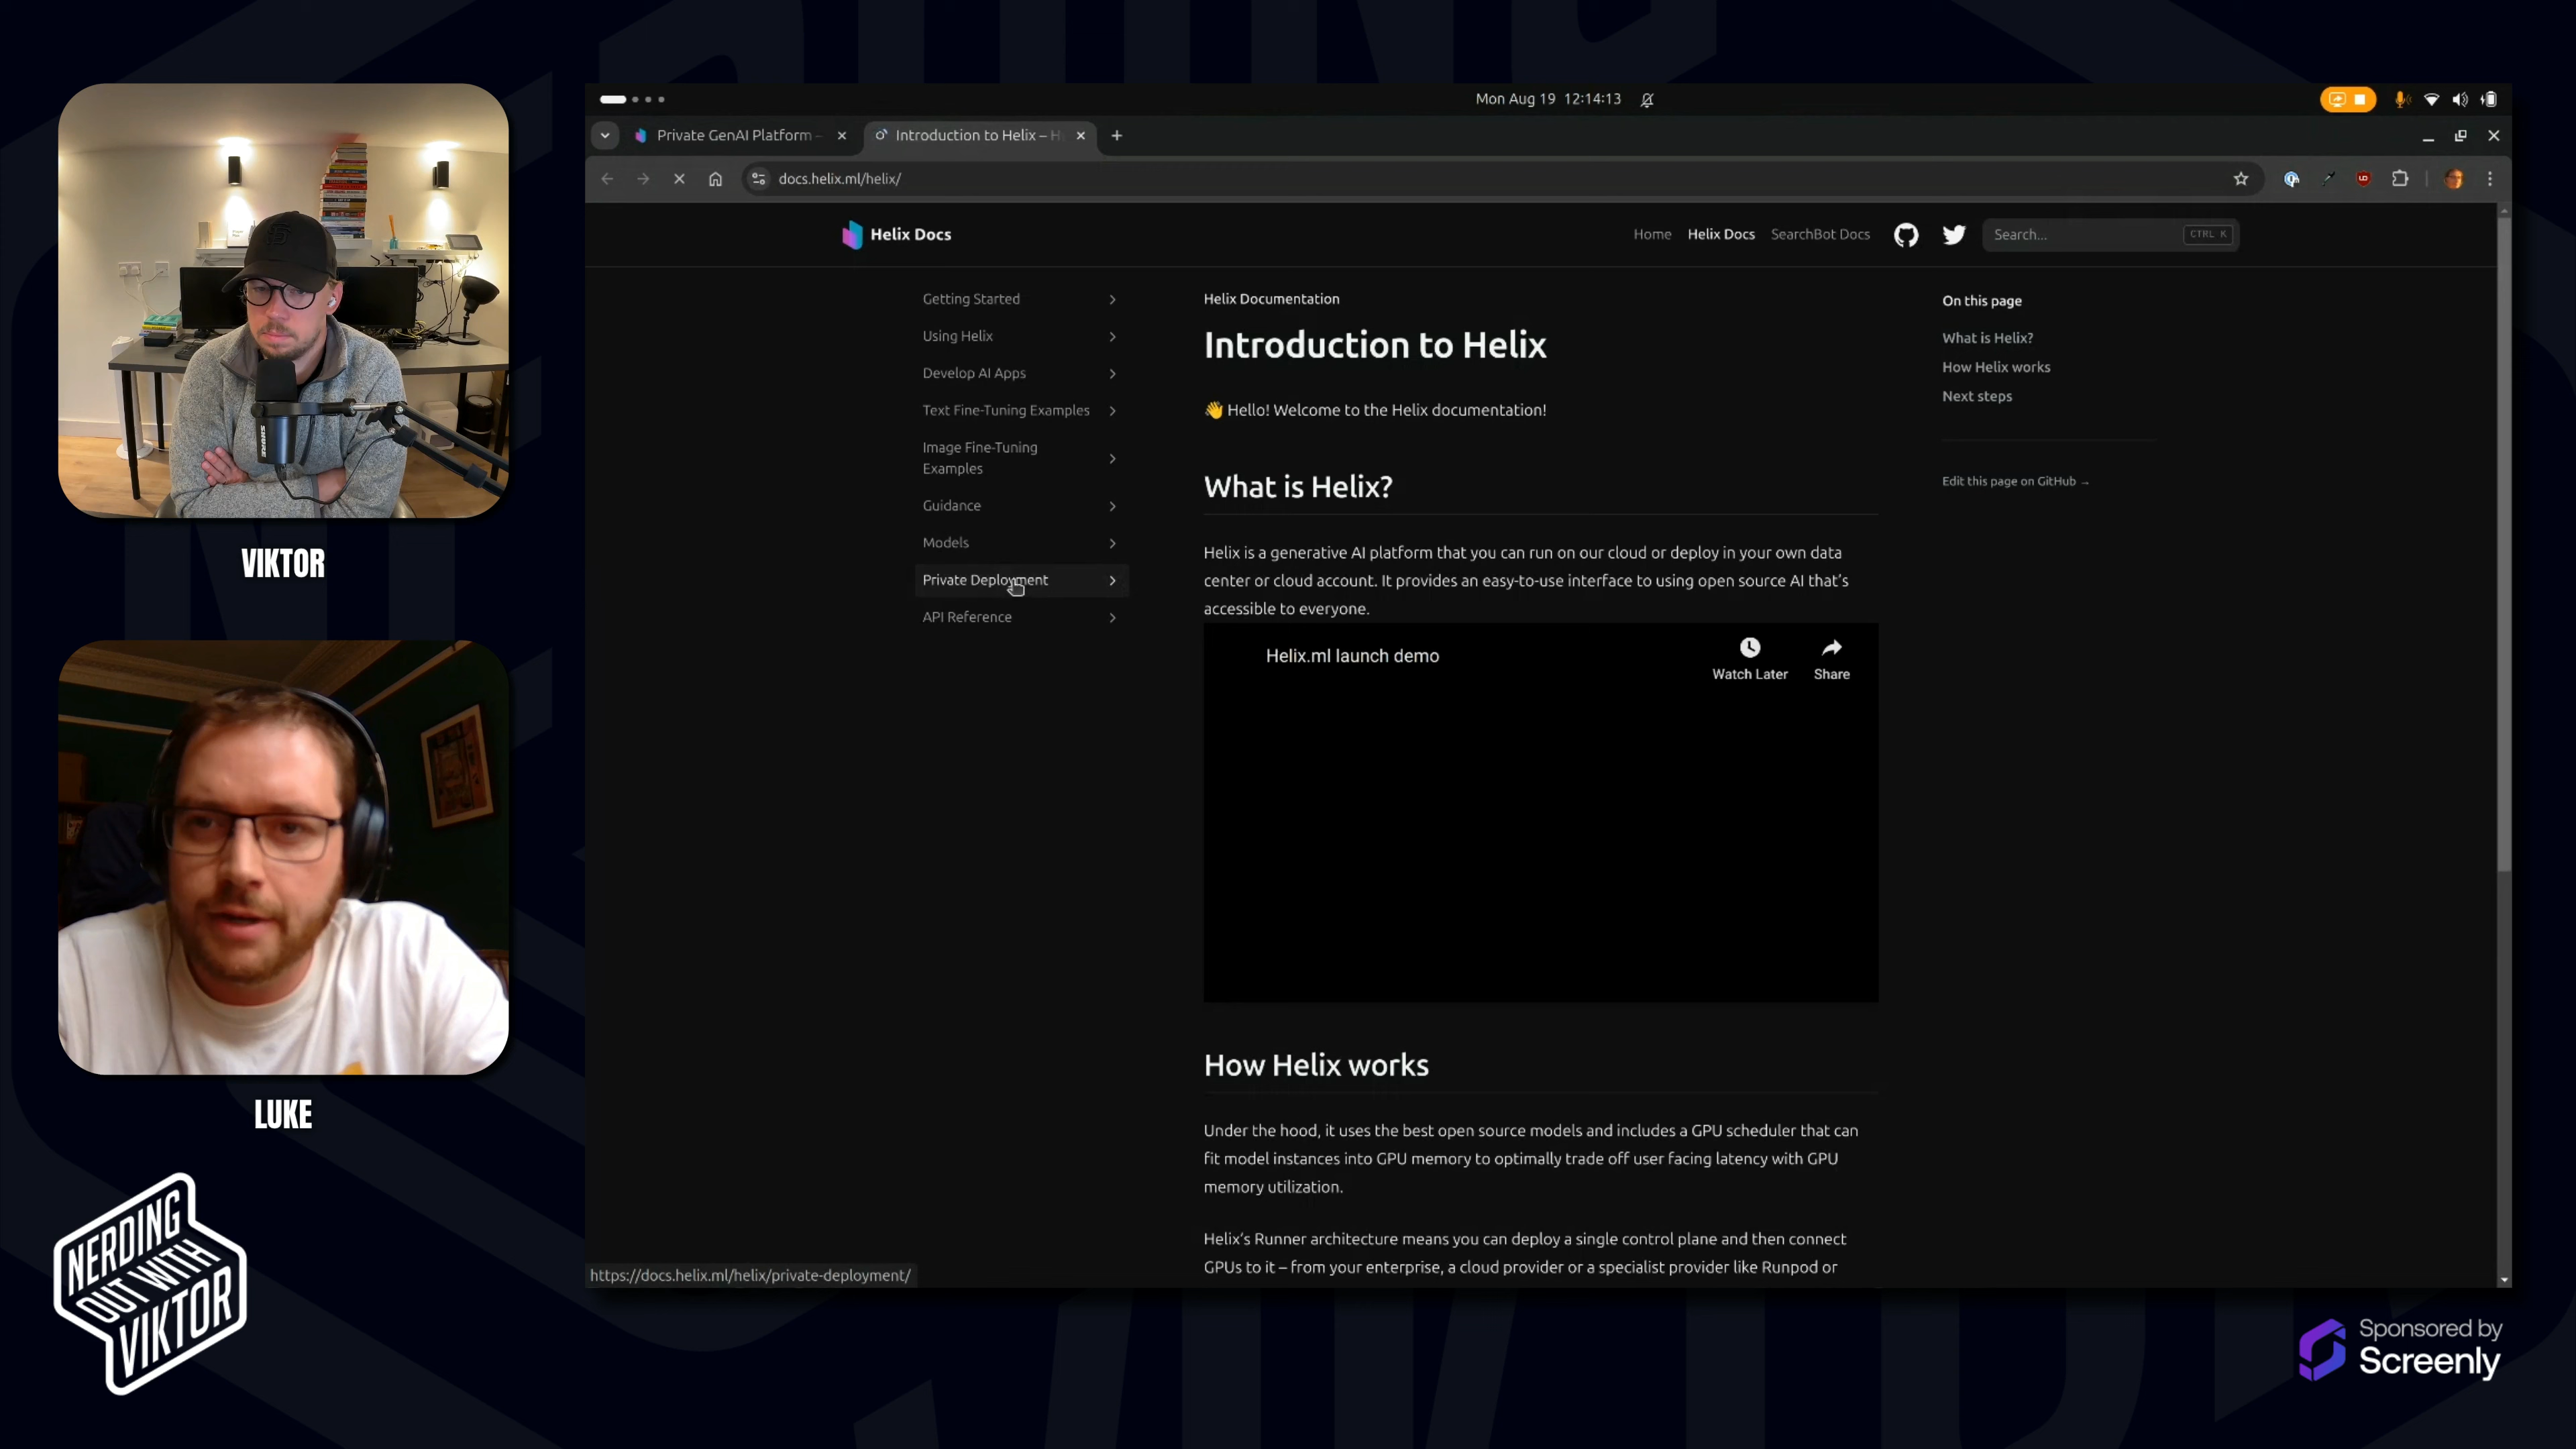 VIKTOR
LUKE
NERDING
OUT WITH
VIKTOR
SHURE
Mon Aug 19 12:14:13
Private GenAI Platform -
Introduction to Helix – H
docs.helix.ml/helix/
Helix Docs
Home
Helix Docs
SearchBot Docs
Search...
CTRL K
Getting Started
Using Helix
Develop AI Apps
Text Fine-Tuning Examples
Image Fine-Tuning
Examples
Guidance
Models
Private Deployment
API Reference
Helix Documentation
Introduction to Helix
👋 Hello! Welcome to the Helix documentation!
What is Helix?
Helix is a generative AI platform that you can run on our cloud or deploy in your own data
center or cloud account. It provides an easy-to-use interface to using open source AI that's
accessible to everyone.
Helix.ml launch demo
Watch Later
Share
How Helix works
Under the hood, it uses the best open source models and includes a GPU scheduler that can
fit model instances into GPU memory to optimally trade off user facing latency with GPU
memory utilization.
Helix's Runner architecture means you can deploy a single control plane and then connect
GPUs to it – from your enterprise, a cloud provider or a specialist provider like Runpod or
On this page
What is Helix?
How Helix works
Next steps
Edit this page on GitHub →
https://docs.helix.ml/helix/private-deployment/
Sponsored by
Screenly